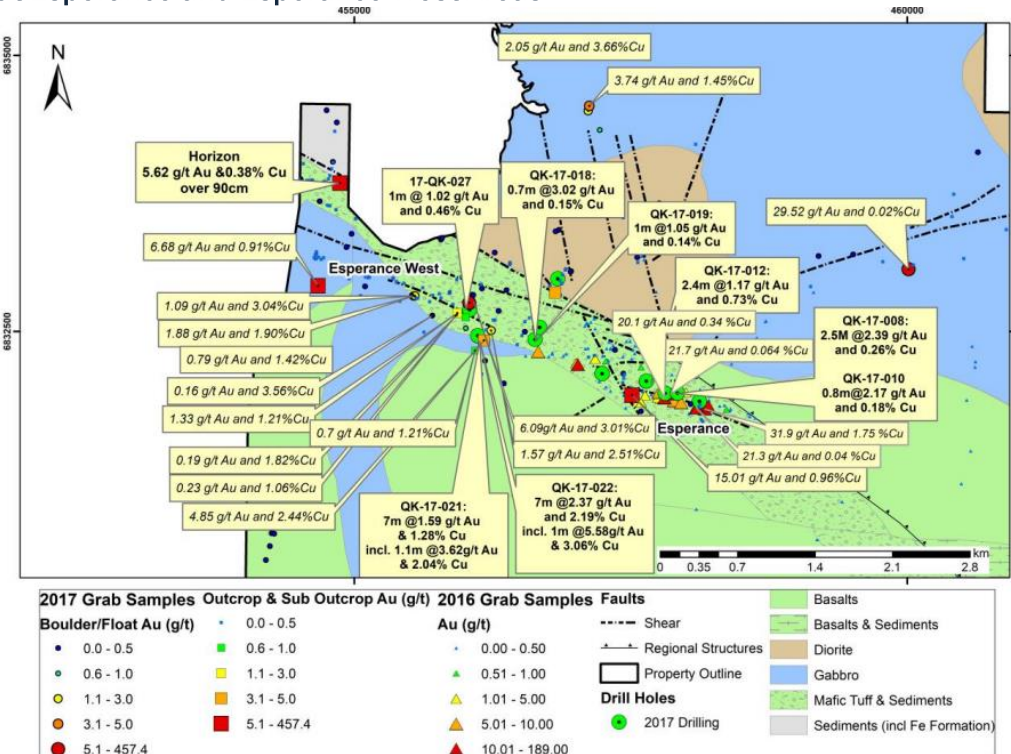 455000
460000
6835000
N
2.05 g/t Au and 3.66%Cu
3.74 g/t Au and 1.45%Cu
Horizon
5.62 g/t Au &0.38% Cu
over 90cm
17-QK-027
1m @ 1.02 g/t Au
and 0.46% Cu
QK-17-018:
0.7m @3.02 g/t Au
and 0.15% Cu
QK-17-019:
1m @1.05 g/t Au
and 0.14% Cu
29.52 g/t Au and 0.02%Cu
6.68 g/t Au and 0.91%Cu
Esperance West
QK-17-012:
2.4m @1.17 g/t Au
and 0.73% Cu
6832500
1.09 g/t Au and 3.04%Cu
1.88 g/t Au and 1.90%Cu
0.79 g/t Au and 1.42%Cu
0.16 g/t Au and 3.56%Cu
1.33 g/t Au and 1.21%Cu
0.19 g/t Au and 1.82%Cu
0.23 g/t Au and 1.06%Cu
4.85 g/t Au and 2.44%Cu
0.7 g/t Au and 1.21%Cu
20.1 g/t Au and 0.34 %Cu
21.7 g/t Au and 0.064 %Cu
QK-17-008:
2.5M @2.39 g/t Au
and 0.26% Cu
QK-17-010
0.8m@2.17 g/t Au
and 0.18% Cu
Esperance
6.09g/t Au and 3.01%Cu
1.57 g/t Au and 2.51%Cu
31.9 g/t Au and 1.75 %Cu
21.3 g/t Au and 0.04 %Cu
15.01 g/t Au and 0.96%Cu
QK-17-021:
7m @1.59 g/t Au
& 1.28% Cu
incl. 1.1m @3.62g/t Au
& 2.04% Cu
QK-17-022:
7m @2.37 g/t Au
and 2.19% Cu
incl. 1m @5.58g/t Au
& 3.06% Cu
km
0 0.35 0.7 1.4 2.1 2.8
2017 Grab Samples
Boulder/Float Au (g/t)
0.0 - 0.5
0.6 - 1.0
1.1 - 3.0
3.1 - 5.0
5.1 - 457.4
Outcrop & Sub Outcrop Au (g/t)
0.0 - 0.5
0.6 - 1.0
1.1 - 3.0
3.1 - 5.0
5.1 - 457.4
2016 Grab Samples
Au (g/t)
0.00 - 0.50
0.51 - 1.00
1.01 - 5.00
5.01 - 10.00
10.01 - 189.00
Faults
Shear
Regional Structures
Property Outline
Drill Holes
2017 Drilling
Basalts
Basalts & Sediments
Diorite
Gabbro
Mafic Tuff & Sediments
Sediments (incl Fe Formation)